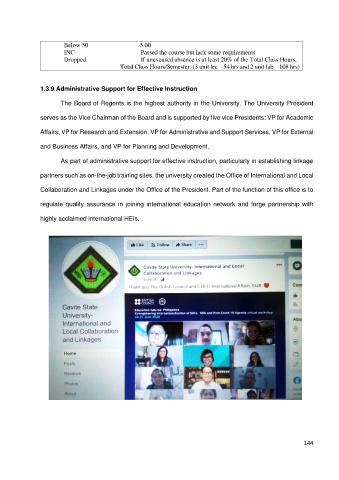 Below 50 5.00
INC Passed the course but lack some requirements
Dropped If unexcused absence is at least 20% of the Total Class Hours.
Total Class Hours/Semester: (3 unit lec 54 hrs and 2 unit lab 108 hrs)
1.3.9 Administrative Support for Effective Instruction
The Board of Regents is the highest authority in the University. The University President
serves as the Vice Chairman of the Board and is supported by five vice Presidents: VP for Academic
Affairs, VP for Research and Extension, VP for Administrative and Support Services, VP for External
and Business Affairs, and VP for Planning and Development.
As part of administrative support for effective instruction, particularly in establishing linkage
partners such as on-the-job training sites, the university created the Office of International and Local
Collaboration and Linkages under the Office of the President. Part of the function of this office is to
regulate quality assurance in joining international education network and forge partnership with
highly acclaimed international HEIs.
Like Follow Share ...
Cavite State University- International and Local
Collaboration and Linkages
Thank you The British Council and CHED International Affairs Staff
BRITISH COUNCIL
Cavite State
University-
International and
Local Collaboration
and Linkages
Home
Posts
Reviews
Photos
About
144